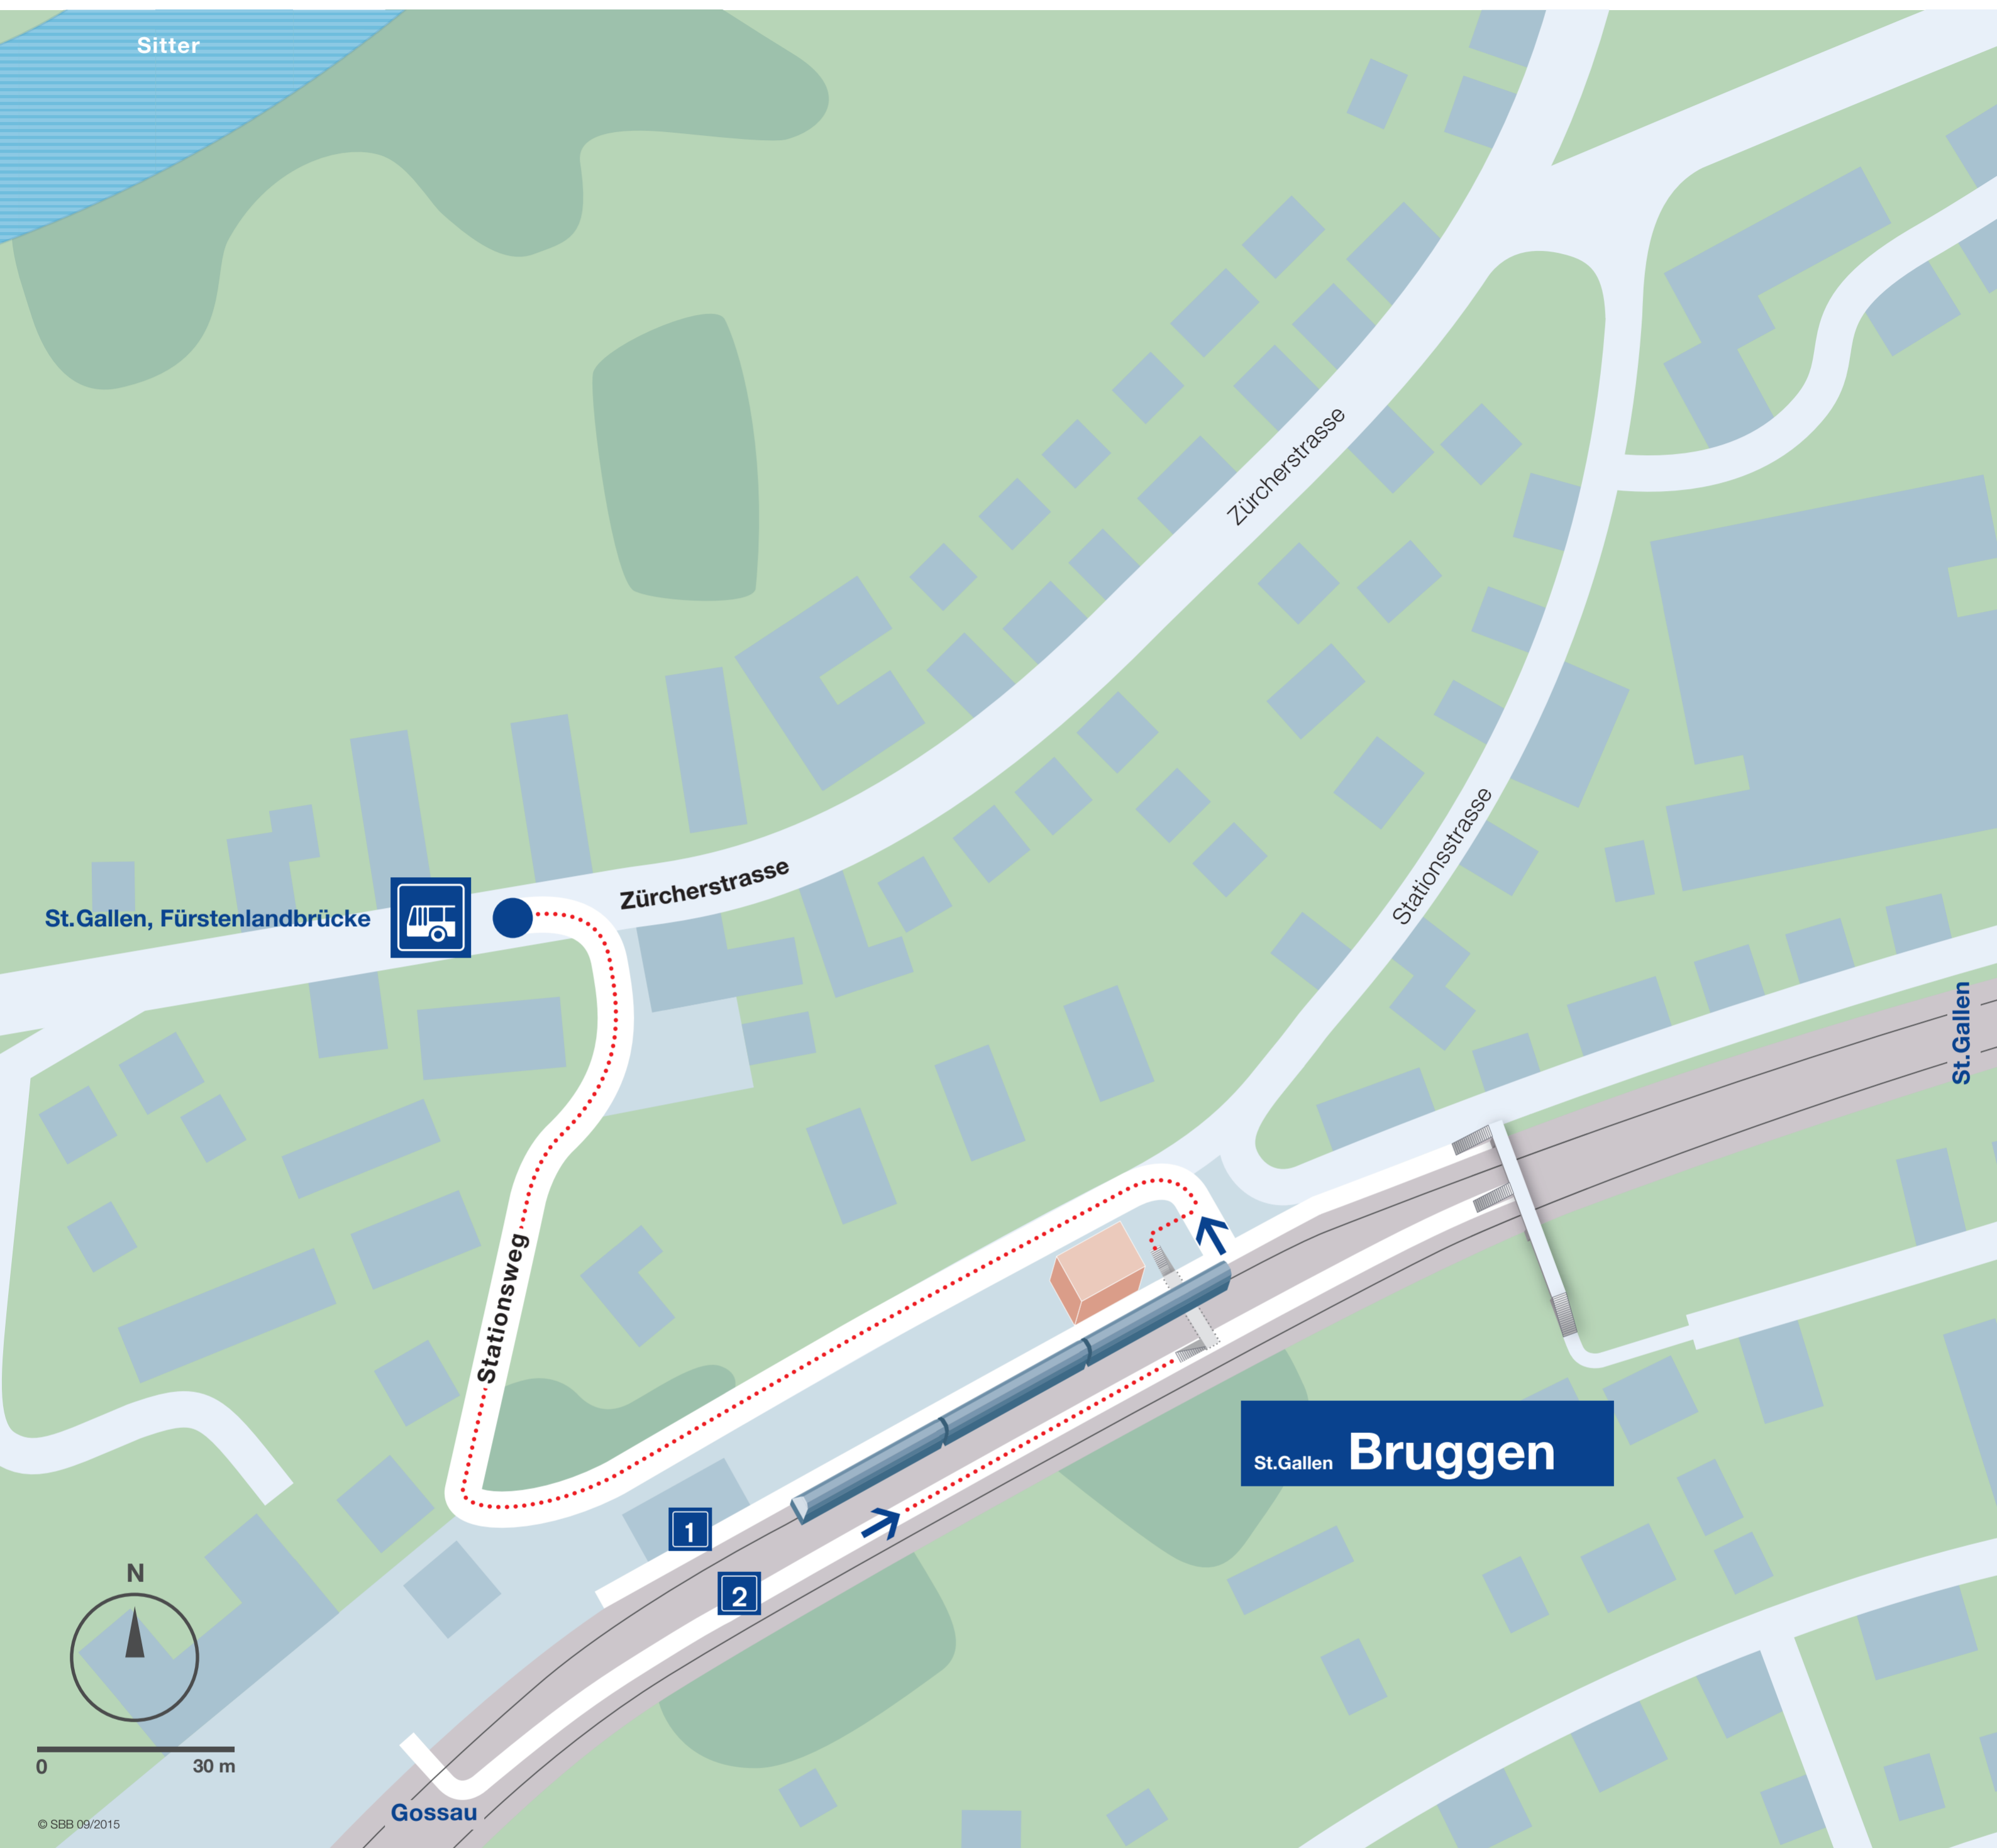 Sitter
Zürcherstrasse
Stationsstrasse
Zürcherstrasse
St.Gallen, Fürstenlandbrücke
St.Gallen
Stationsweg
St.Gallen Bruggen
1
2
N
0 30 m
Gossau
© SBB 09/2015